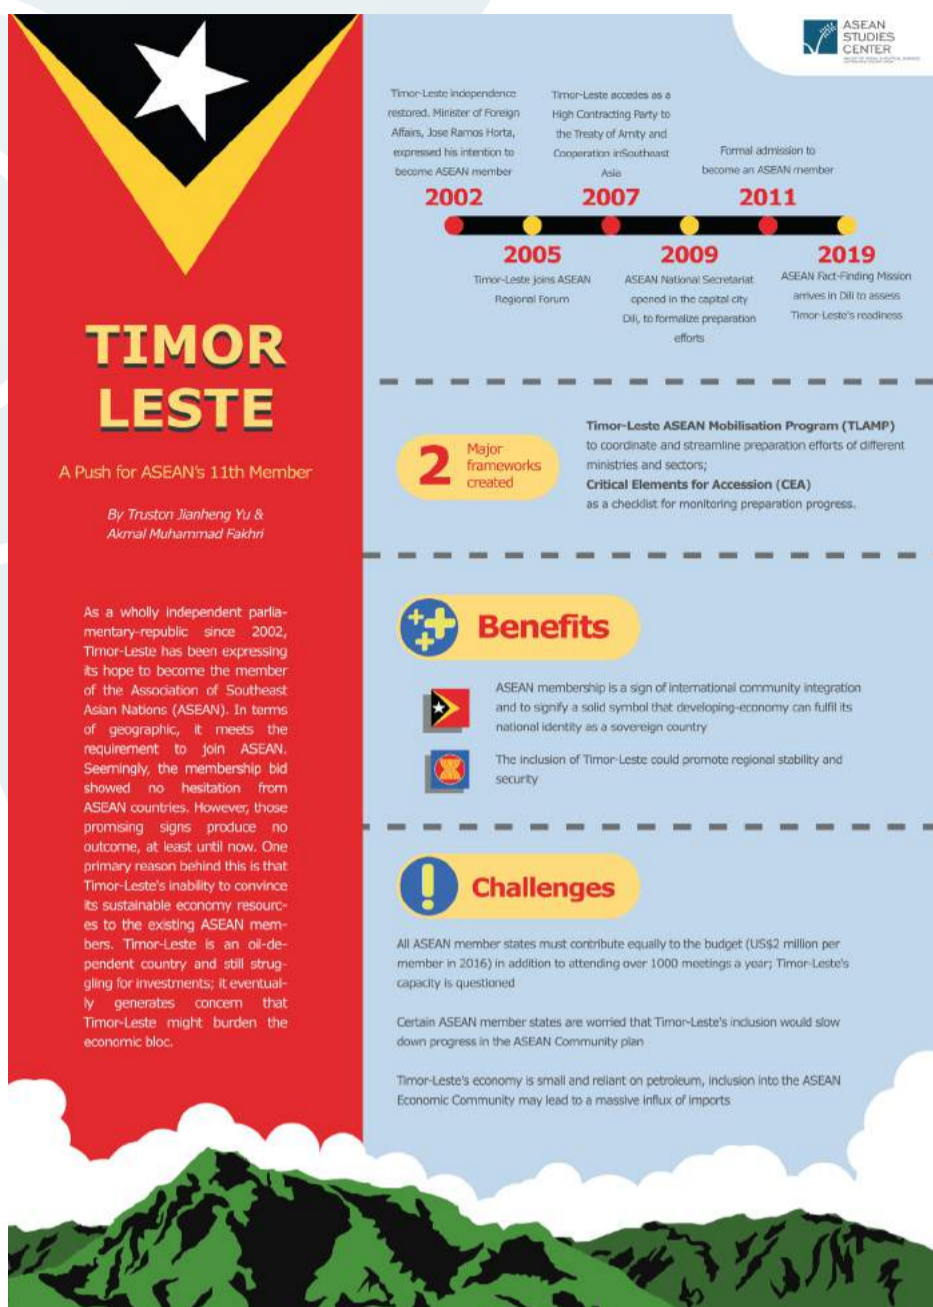 ASEAN
STUDIES
CENTER
TIMOR
LESTE
A Push for ASEAN's 11th Member
By Truston Jianheng Yu &
Akmal Muhammad Fakhri
As a wholly independent parlia-
mentary-republic since 2002,
Timor-Leste has been expressing
its hope to become the member
of the Association of Southeast
Asian Nations (ASEAN). In terms
of geographic, it meets the
requirement to join ASEAN.
Seemingly, the membership bid
showed no hesitation from
ASEAN countries. However, those
promising signs produce no
outcome, at least until now. One
primary reason behind this is that
Timor-Leste's inability to convince
its sustainable economy resourc-
es to the existing ASEAN mem-
bers. Timor-Leste is an oil-de-
pendent country and still strug-
gling for investments; it eventual-
ly generates concern that
Timor-Leste might burden the
economic bloc.
Timor-Leste independence
restored. Minister of Foreign
Affairs, Jose Ramos Horta,
expressed his intention to
become ASEAN member
2002
2005
Timor-Leste joins ASEAN
Regional Forum
Timor-Leste accedes as a
High Contracting Party to
the Treaty of Amity and
Cooperation inSoutheast
Asia
2007
2009
ASEAN National Secretariat
opened in the capital city
Dili, to formalize preparation
efforts
Formal admission to
become an ASEAN member
2011
2019
ASEAN Fact-Finding Mission
arrives in Dili to assess
Timor-Leste's readiness
2
Major
frameworks
created
Timor-Leste ASEAN Mobilisation Program (TLAMP)
to coordinate and streamline preparation efforts of different
ministries and sectors;
Critical Elements for Accession (CEA)
as a checklist for monitoring preparation progress.
Benefits
ASEAN membership is a sign of international community integration
and to signify a solid symbol that developing-economy can fulfil its
national identity as a sovereign country
The inclusion of Timor-Leste could promote regional stability and
security
Challenges
All ASEAN member states must contribute equally to the budget (US$2 million per
member in 2016) in addition to attending over 1000 meetings a year; Timor-Leste's
capacity is questioned
Certain ASEAN member states are worried that Timor-Leste's inclusion would slow
down progress in the ASEAN Community plan
Timor-Leste's economy is small and reliant on petroleum, inclusion into the ASEAN
Economic Community may lead to a massive influx of imports